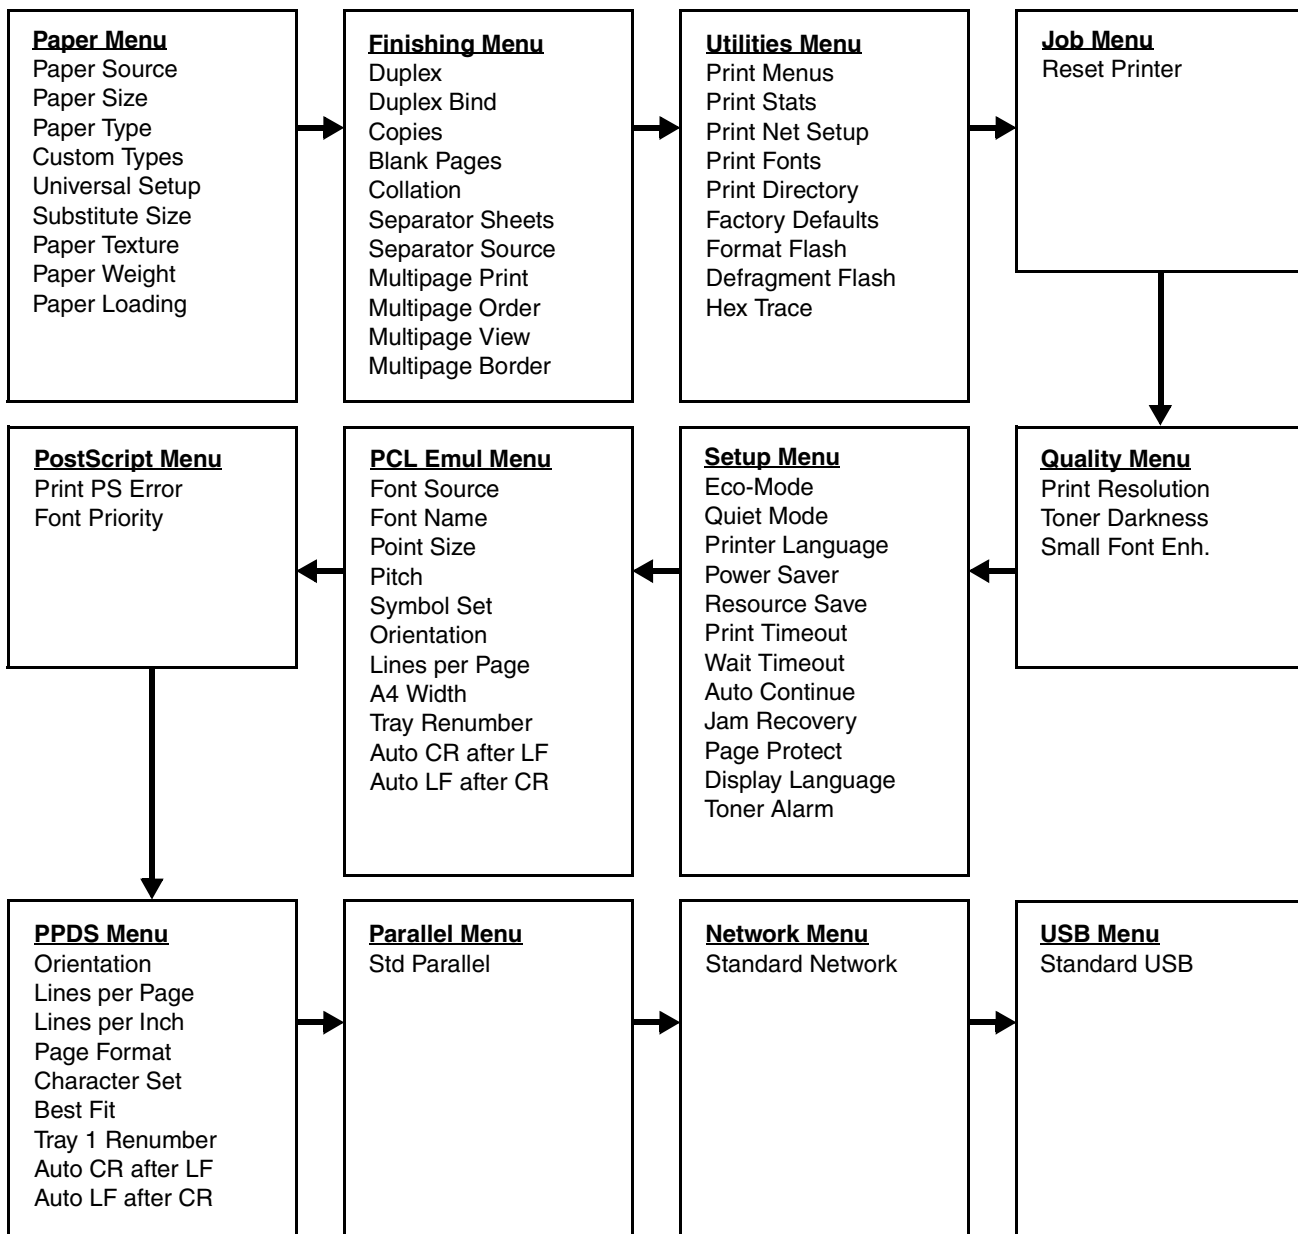 Paper Menu
Paper Source
Paper Size
Paper Type
Custom Types
Universal Setup
Substitute Size
Paper Texture
Paper Weight
Paper Loading
Finishing Menu
Duplex
Duplex Bind
Copies
Blank Pages
Collation
Separator Sheets
Separator Source
Multipage Print
Multipage Order
Multipage View
Multipage Border
Utilities Menu
Print Menus
Print Stats
Print Net Setup
Print Fonts
Print Directory
Factory Defaults
Format Flash
Defragment Flash
Hex Trace
Job Menu
Reset Printer
Quality Menu
Print Resolution
Toner Darkness
Small Font Enh.
Setup Menu
Eco-Mode
Quiet Mode
Printer Language
Power Saver
Resource Save
Print Timeout
Wait Timeout
Auto Continue
Jam Recovery
Page Protect
Display Language
Toner Alarm
PCL Emul Menu
Font Source
Font Name
Point Size
Pitch
Symbol Set
Orientation
Lines per Page
A4 Width
Tray Renumber
Auto CR after LF
Auto LF after CR
PostScript Menu
Print PS Error
Font Priority
PPDS Menu
Orientation
Lines per Page
Lines per Inch
Page Format
Character Set
Best Fit
Tray 1 Renumber
Auto CR after LF
Auto LF after CR
Parallel Menu
Std Parallel
Network Menu
Standard Network
USB Menu
Standard USB